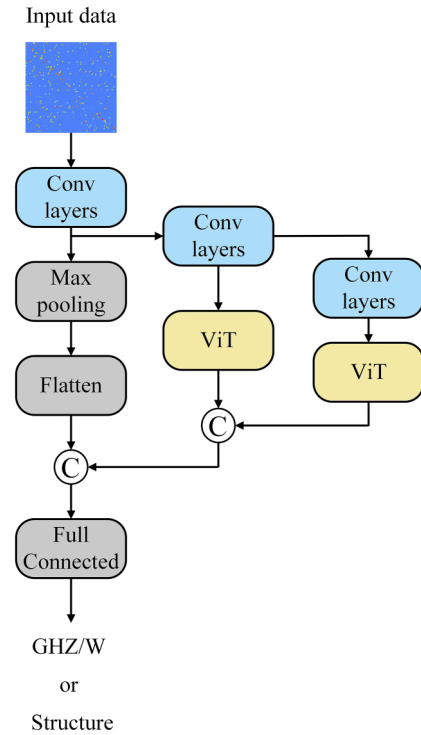 Input data
Conv
layers
Conv
layers
Max
pooling
Conv
layers
ViT
ViT
Flatten
C
C
Full
Connected
GHZ/W
or
Structure